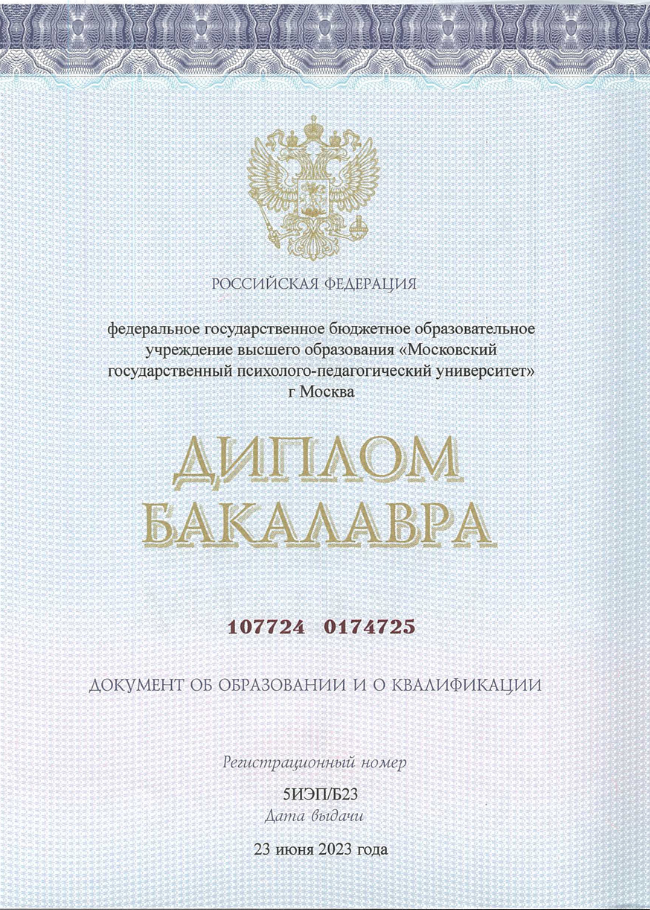 РОССИЙСКАЯ ФЕДЕРАЦИЯ
федеральное государственное бюджетное образовательное
учреждение высшего образования «Московский
государственный психолого-педагогический университет»
г Москва
ДИПЛОМ
БАКАЛАВРА
107724 0174725
ДОКУМЕНТ ОБ ОБРАЗОВАНИИ И О КВАЛИФИКАЦИИ
Регистрационный номер
5ИЭП/Б23
Дата выдачи
23 июня 2023 года